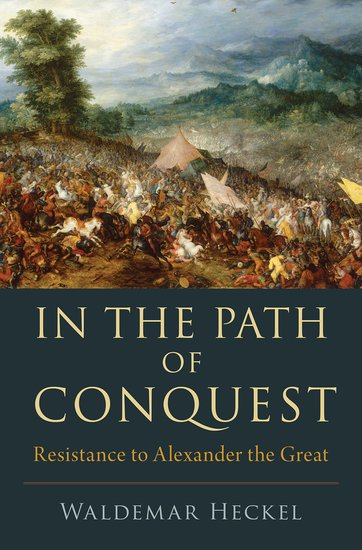 IN THE PATH
OF
CONQUEST
Resistance to Alexander the Great
WALDEMAR HECKEL